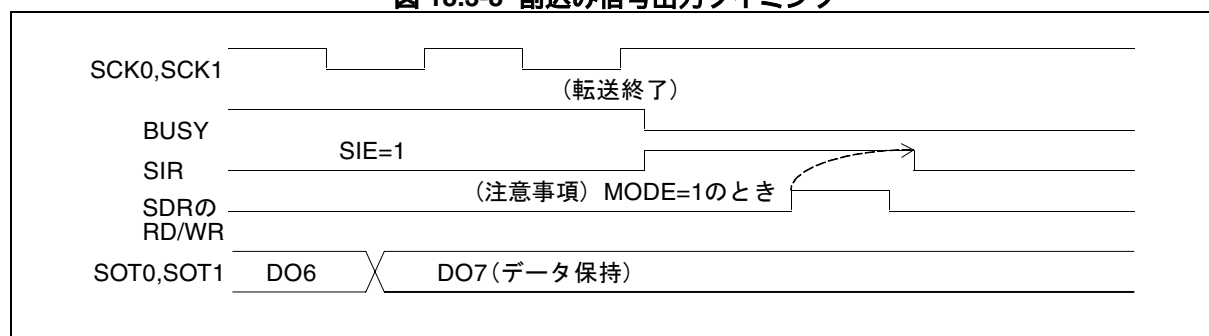 SCK0,SCK1
(転送終了)
BUSY
SIE=1
SIR
(注意事項) MODE=1のとき
SDRの
RD/WR
SOT0,SOT1 DO6 DO7(データ保持)